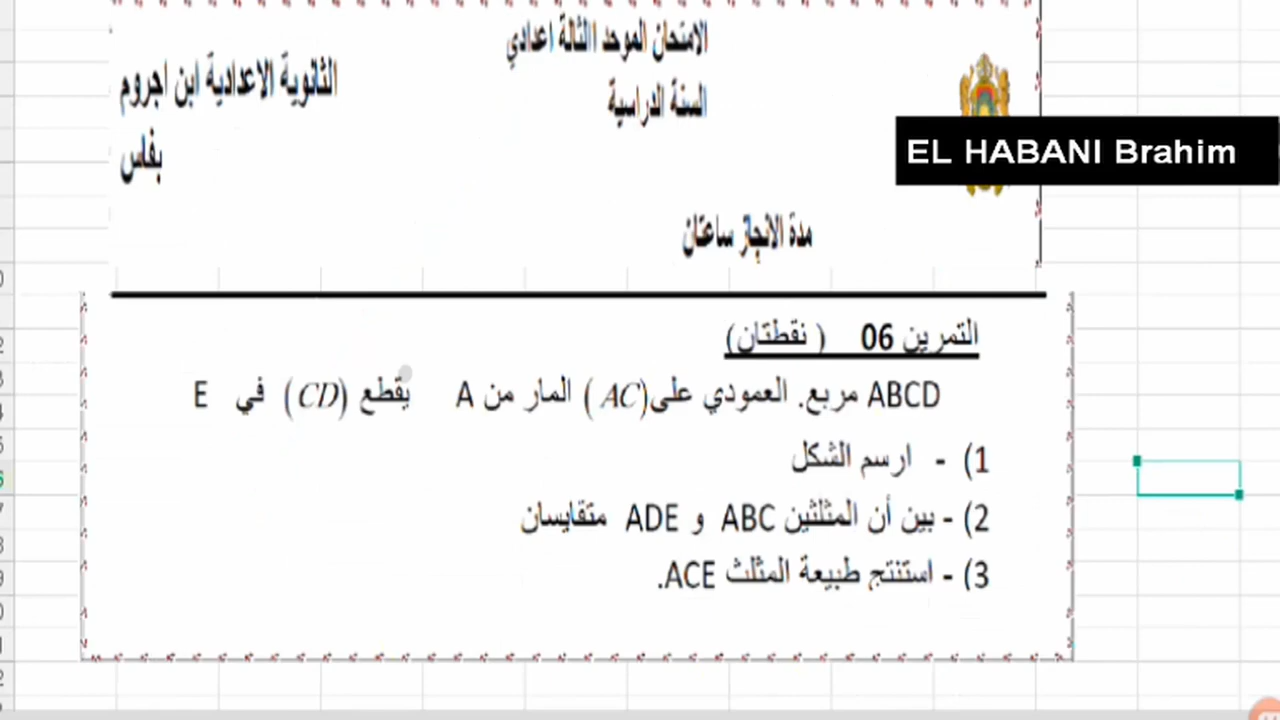 الامتحان الموحد الثالة اعدادي
الثانوية الاعدادية ابن اجروم
السنة الدراسية
بفاس
EL HABANI Brahim
مدة الانجاز ساعتان
التمرين 06 ( نقطتان)
ABCD مربع. العمودي على(AC) المار من A يقطع (CD) في E
1) - ارسم الشكل
2) - بين أن المثلثين ABC و ADE متقايسان
3) - استنتج طبيعة المثلث ACE.